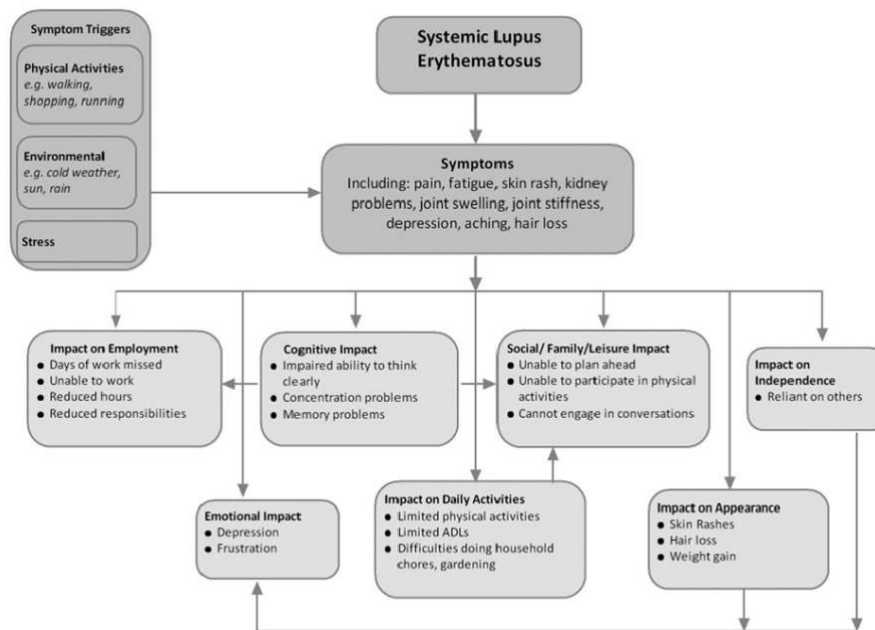 Symptom Triggers
Physical Activities
e.g. walking,
shopping, running
Environmental
e.g. cold weather,
sun, rain
Stress
Systemic Lupus
Erythematosus
Symptoms
Including: pain, fatigue, skin rash, kidney
problems, joint swelling, joint stiffness,
depression, aching, hair loss
Impact on Employment
● Days of work missed
● Unable to work
● Reduced hours
● Reduced responsibilities
Cognitive Impact
● Impaired ability to think
clearly
● Concentration problems
● Memory problems
Social/ Family/Leisure Impact
● Unable to plan ahead
● Unable to participate in physical
activities
● Cannot engage in conversations
Impact on
Independence
● Reliant on others
Emotional Impact
● Depression
● Frustration
Impact on Daily Activities
● Limited physical activities
● Limited ADLs
● Difficulties doing household
chores, gardening
Impact on Appearance
● Skin Rashes
● Hair loss
● Weight gain